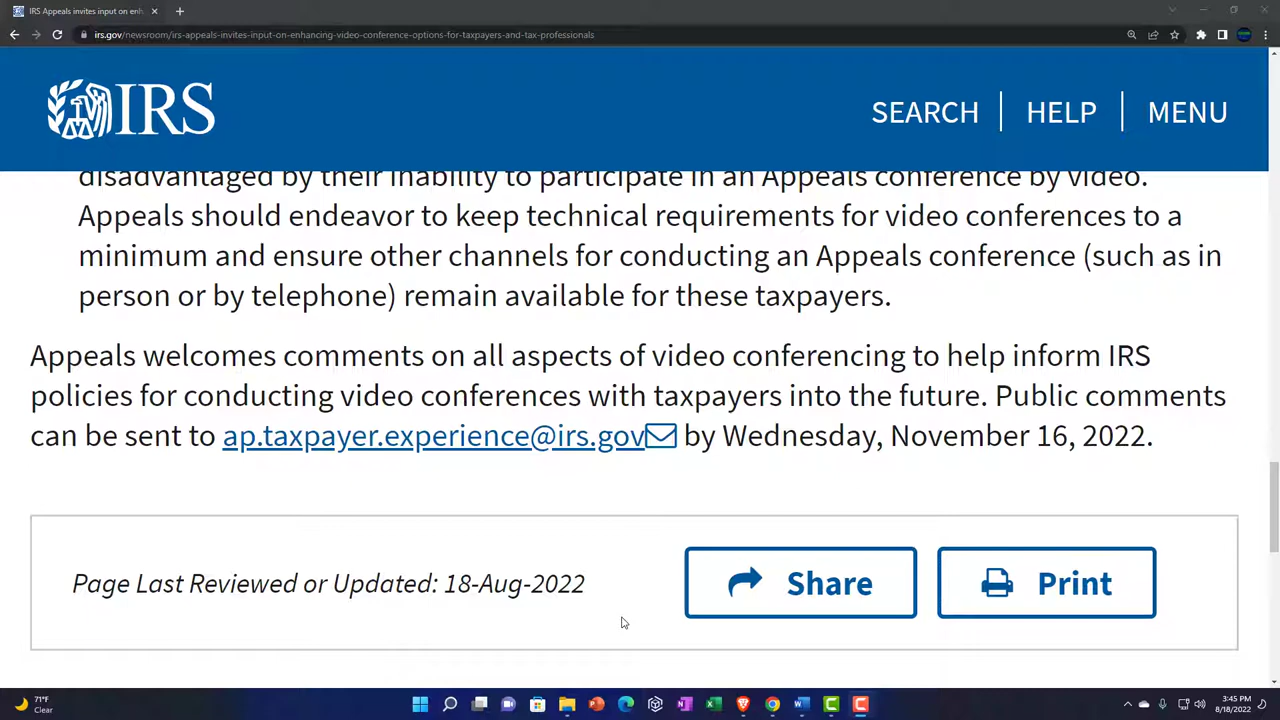 IRS Appeals invites input on enh
irs.gov/newsroom/irs-appeals-invites-input-on-enhancing-video-conference-options-for-taxpayers-and-tax-professionals
IRS
SEARCH
HELP
MENU
disadvantaged by their inability to participate in an Appeals conference by video.
Appeals should endeavor to keep technical requirements for video conferences to a
minimum and ensure other channels for conducting an Appeals conference (such as in
person or by telephone) remain available for these taxpayers.
Appeals welcomes comments on all aspects of video conferencing to help inform IRS
policies for conducting video conferences with taxpayers into the future. Public comments
can be sent to ap.taxpayer.experience@irs.gov by Wednesday, November 16, 2022.
Page Last Reviewed or Updated: 18-Aug-2022
Share
Print
71°F
Clear
3:45 PM
8/18/2022